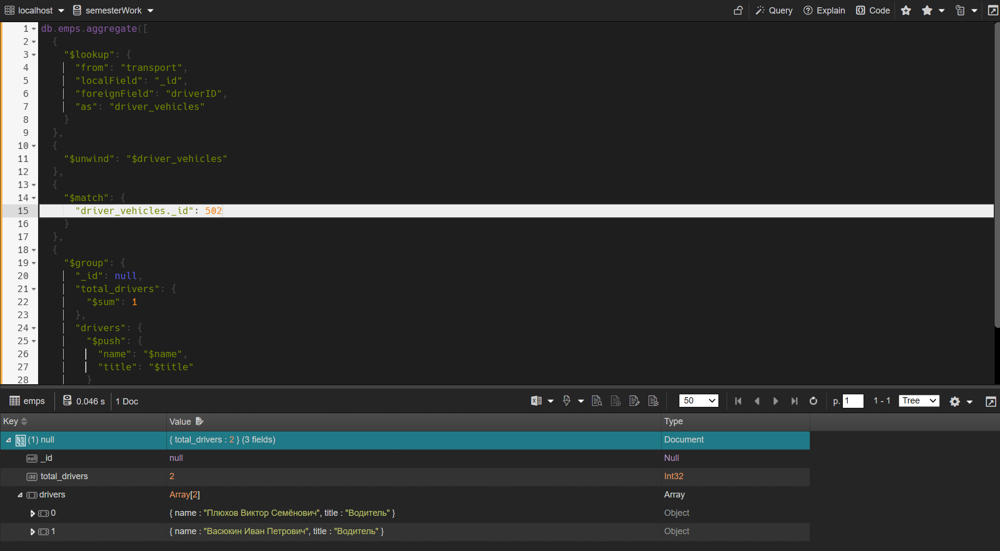 localhost semesterWork Query Explain Code
1 db.emps.aggregate([
2 {
3 "$lookup": {
4 "from": "transport",
5 "localField": "_id",
6 "foreignField": "driverID",
7 "as": "driver_vehicles"
8 }
9 },
10 {
11 "$unwind": "$driver_vehicles"
12 },
13 {
14 "$match": {
15 "driver_vehicles._id": 502
16 }
17 },
18 {
19 "$group": {
20 "_id": null,
21 "total_drivers": {
22 "$sum": 1
23 },
24 "drivers": {
25 "$push": {
26 "name": "$name",
27 "title": "$title"
28 }
emps 0.046 s 1 Doc 50 p. 1 1 - 1 Tree
Key Value Type
(1) null { total_drivers : 2 } (3 fields) Document
null _id null Null
i32 total_drivers 2 Int32
drivers Array[2] Array
0 { name : "Плюхов Виктор Семёнович", title : "Водитель" } Object
1 { name : "Васюкин Иван Петрович", title : "Водитель" } Object